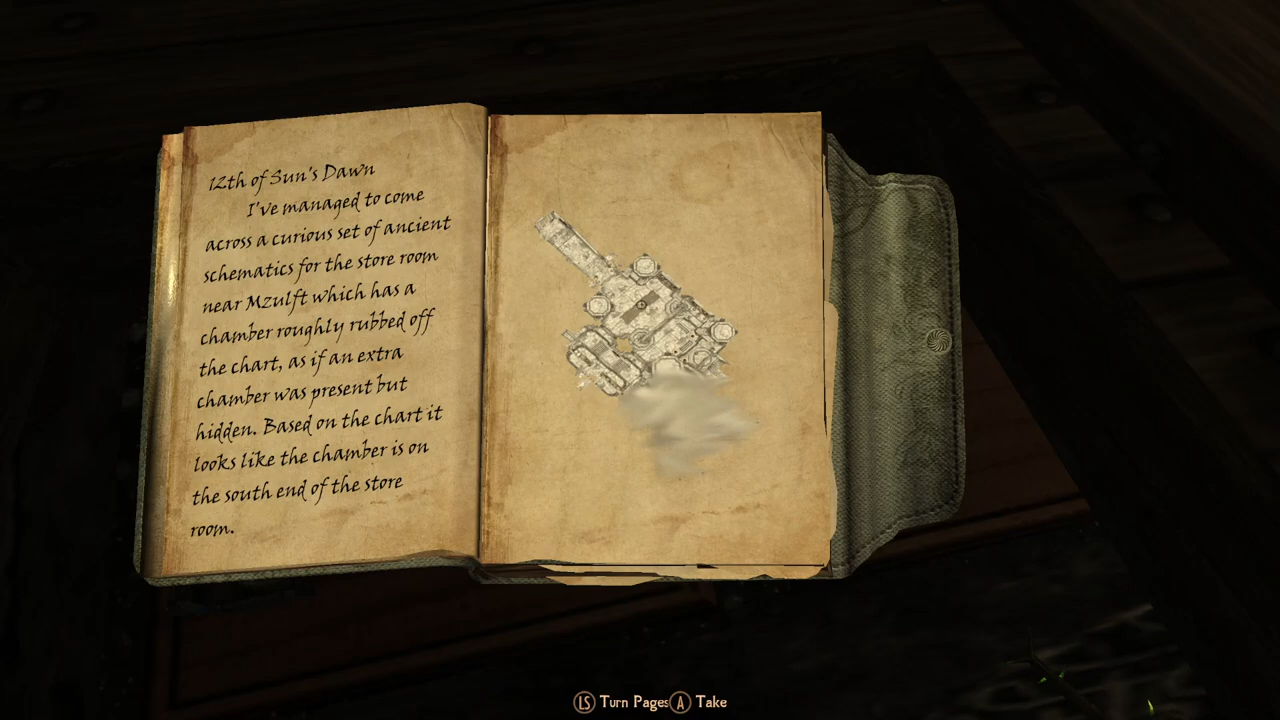 12th of Sun's Dawn
I've managed to come
across a curious set of ancient
schematics for the store room
near Mzulft which has a
chamber roughly rubbed off
the chart, as if an extra
chamber was present but
hidden. Based on the chart it
looks like the chamber is on
the south end of the store
room.
LS Turn Pages A Take